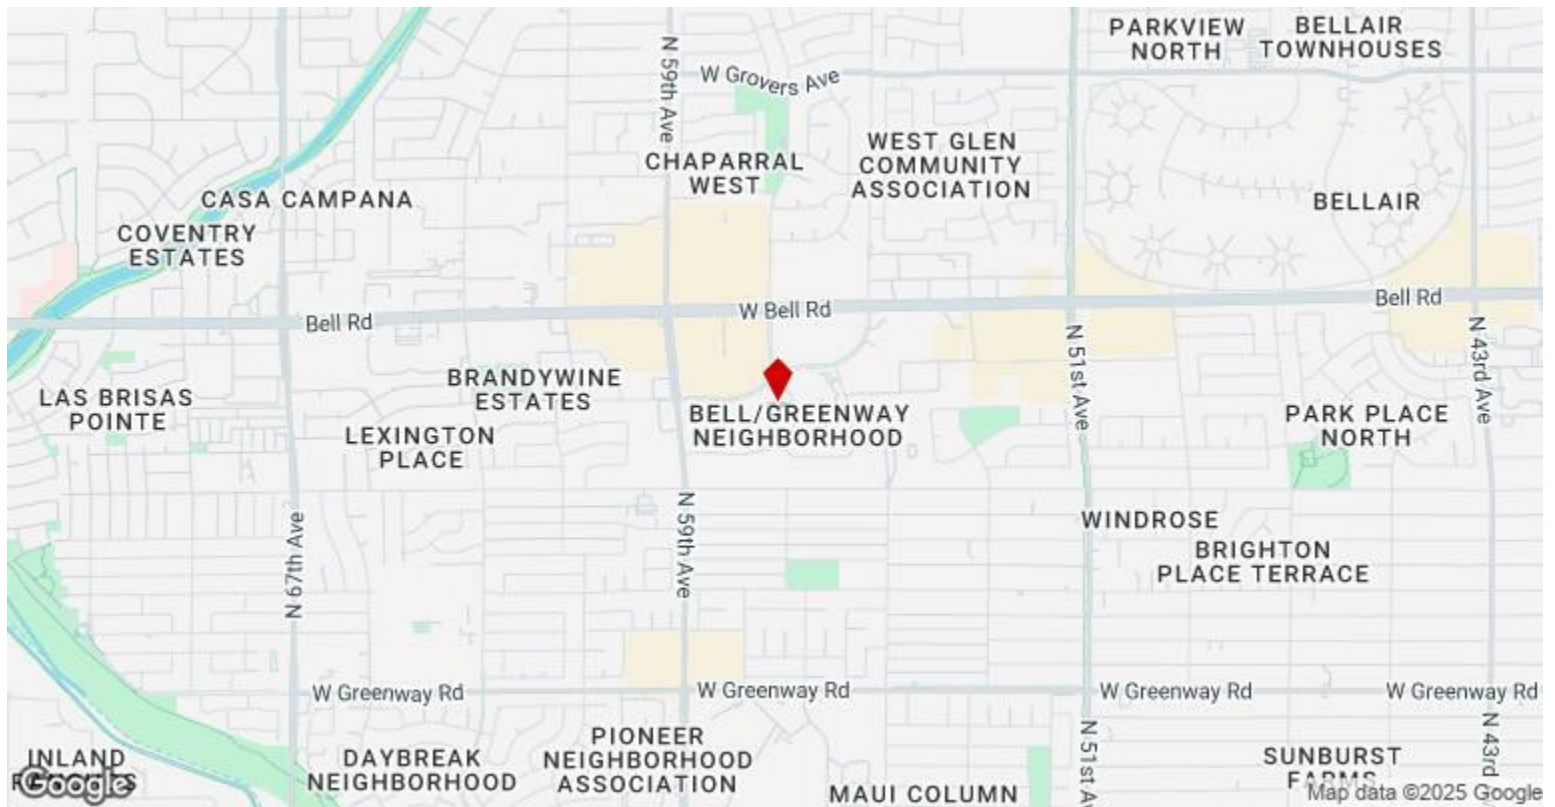 PARKVIEW
NORTH
BELLAIR
TOWNHOUSES
N 59th Ave
W Grovers Ave
WEST GLEN
COMMUNITY
ASSOCIATION
CHAPARRAL
WEST
CASA CAMPANA
BELLAIR
COVENTRY
ESTATES
Bell Rd
W Bell Rd
Bell Rd
N 51st Ave
N 43rd Ave
BRANDYWINE
ESTATES
LAS BRISAS
POINTE
BELL/GREENWAY
NEIGHBORHOOD
PARK PLACE
NORTH
LEXINGTON
PLACE
N 67th Ave
N 59th Ave
WINDROSE
BRIGHTON
PLACE TERRACE
W Greenway Rd
W Greenway Rd
W Greenway Rd
W Greenway Rd
N 51st A
N 43rd
PIONEER
NEIGHBORHOOD
ASSOCIATION
INLAND
DAYBREAK
NEIGHBORHOOD
SUNBURST
FARMS
MAUI COLUMN
Google
Map data ©2025 Google